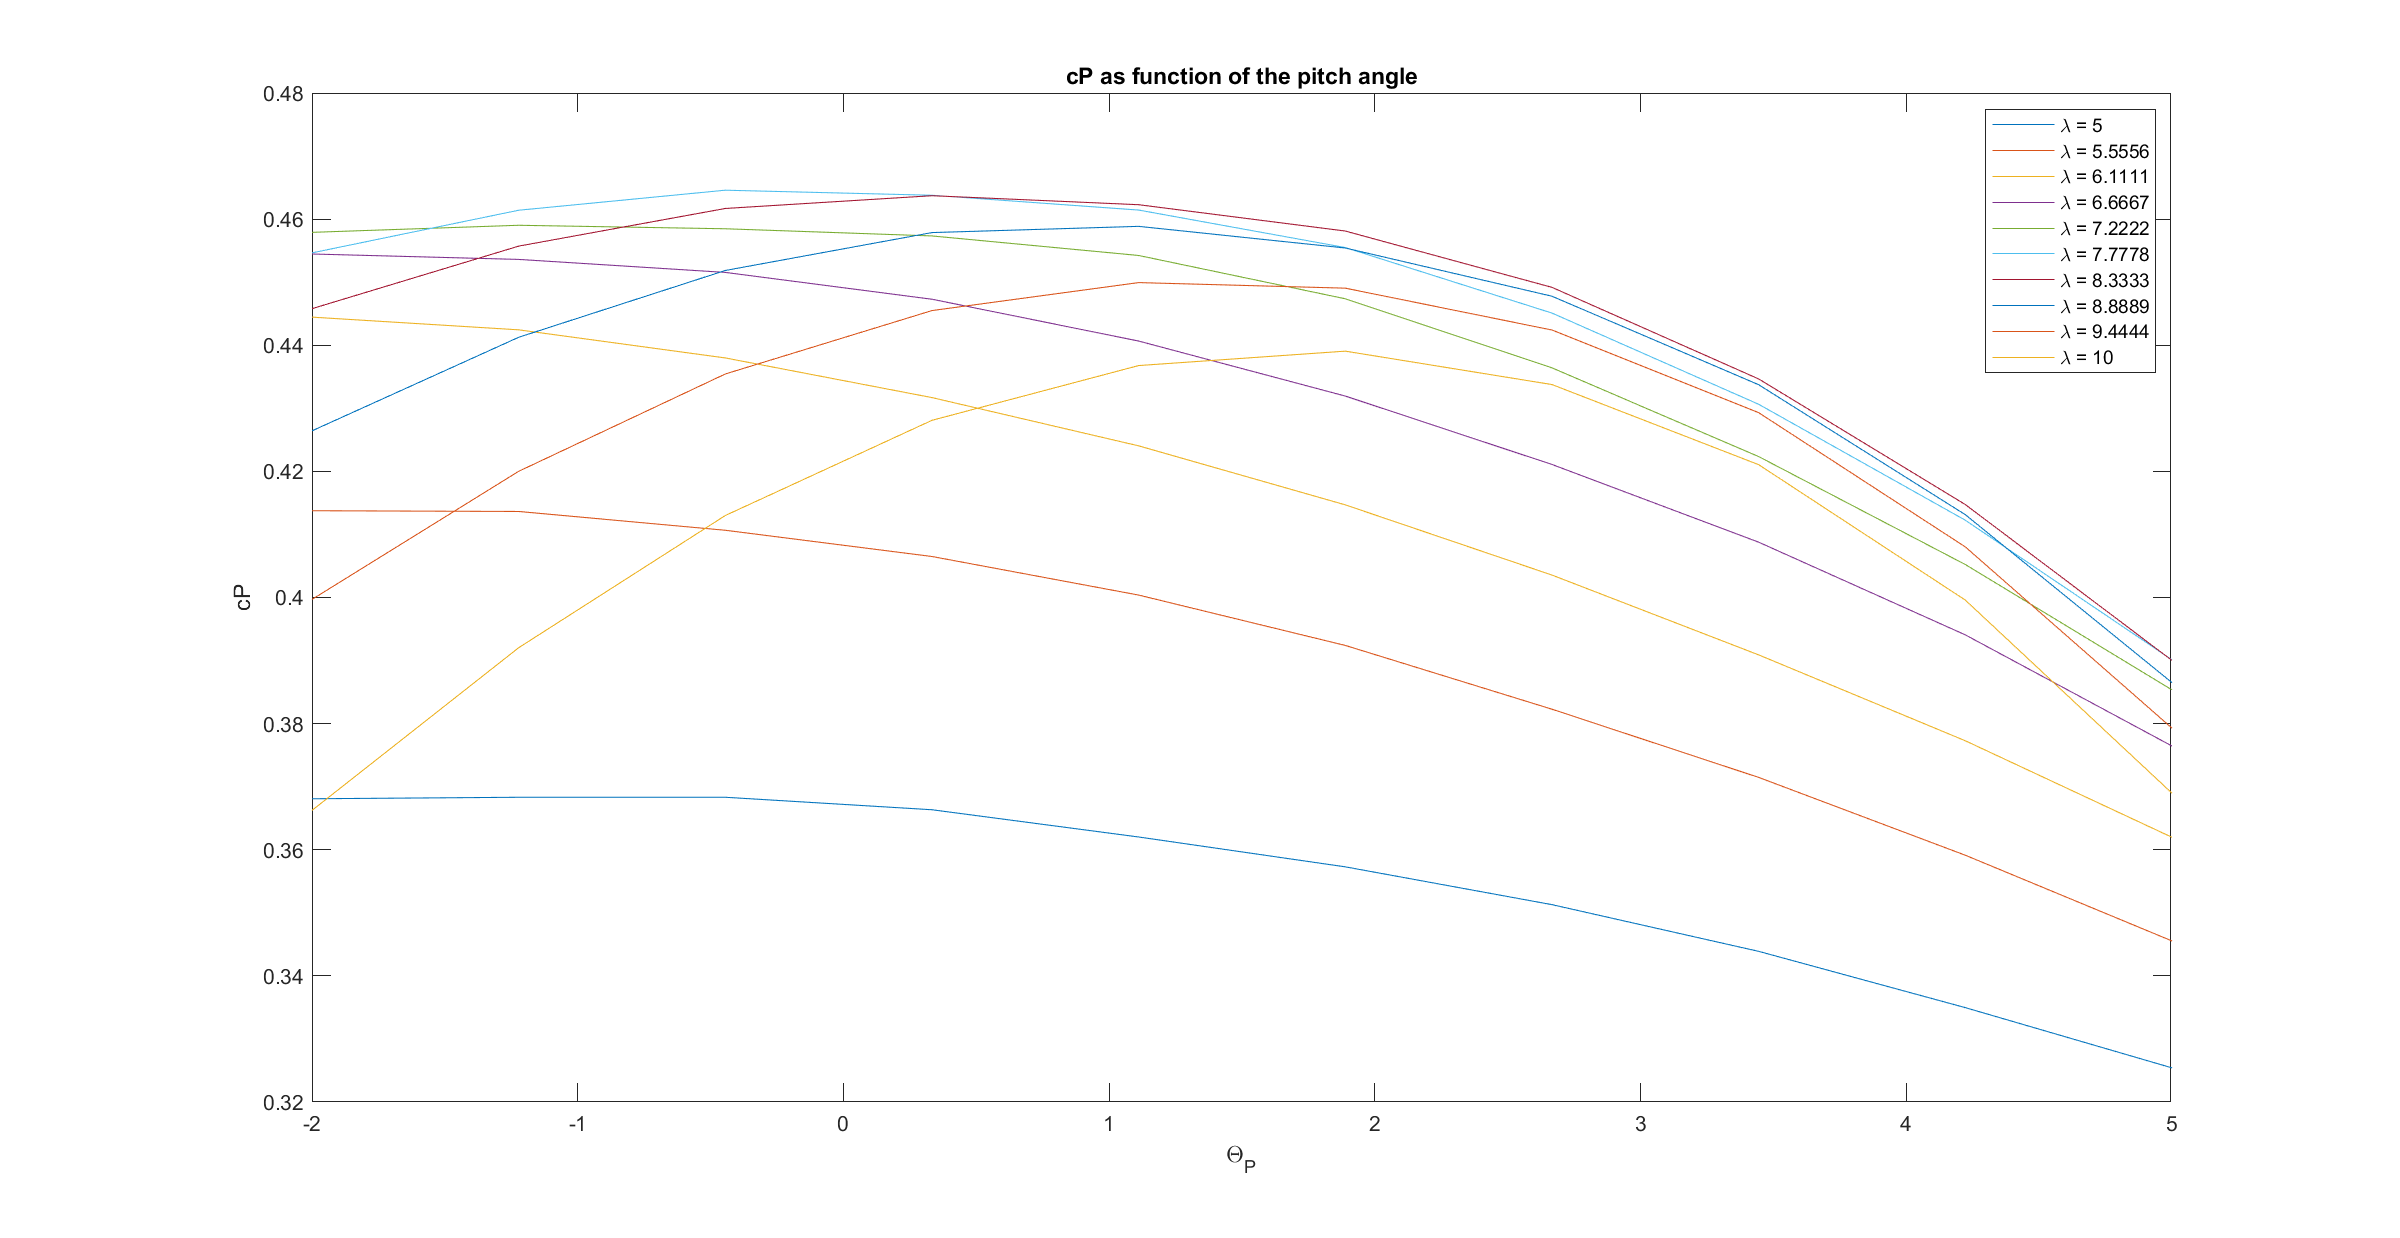 cP as function of the pitch angle
0.48
0.46
0.44
0.42
0.4
0.38
0.36
0.34
0.32
cP
-2 -1 0 1 2 3 4 5
Θ_P
λ = 5
λ = 5.5556
λ = 6.1111
λ = 6.6667
λ = 7.2222
λ = 7.7778
λ = 8.3333
λ = 8.8889
λ = 9.4444
λ = 10